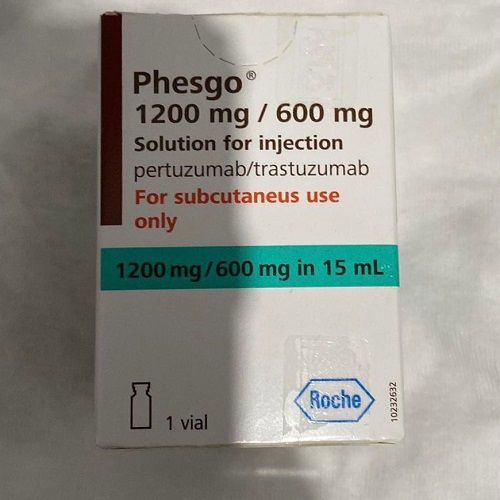 Phesgo®
1200 mg / 600 mg
Solution for injection
pertuzumab/trastuzumab
For subcutaneus use
only
1200 mg/600 mg in 15 mL
1 vial
Roche
10232632